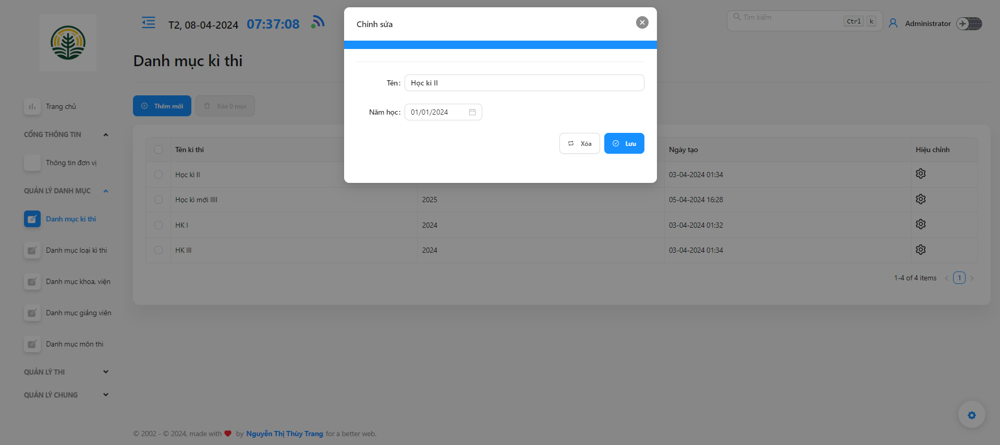 T2, 08-04-2024 07:37:08
Chỉnh sửa
Tìm kiếm Ctrl k
Administrator
Danh mục kì thi
Tên: Học kì II
Năm học: 01/01/2024
Xóa Lưu
Thêm mới Xóa 0 mục
Tên kì thi Ngày tạo Hiệu chỉnh
Học kì II 03-04-2024 01:34
Học kì mới IIII 2025 05-04-2024 16:28
HK I 2024 03-04-2024 01:32
HK III 2024 03-04-2024 01:34
1-4 of 4 items 1
Trang chủ
CỔNG THÔNG TIN
Thông tin đơn vị
QUẢN LÝ DANH MỤC
Danh mục kì thi
Danh mục loại kì thi
Danh mục khoa, viện
Danh mục giảng viên
Danh mục môn thi
QUẢN LÝ THI
QUẢN LÝ CHUNG
© 2002 - © 2024, made with by Nguyễn Thị Thùy Trang for a better web.